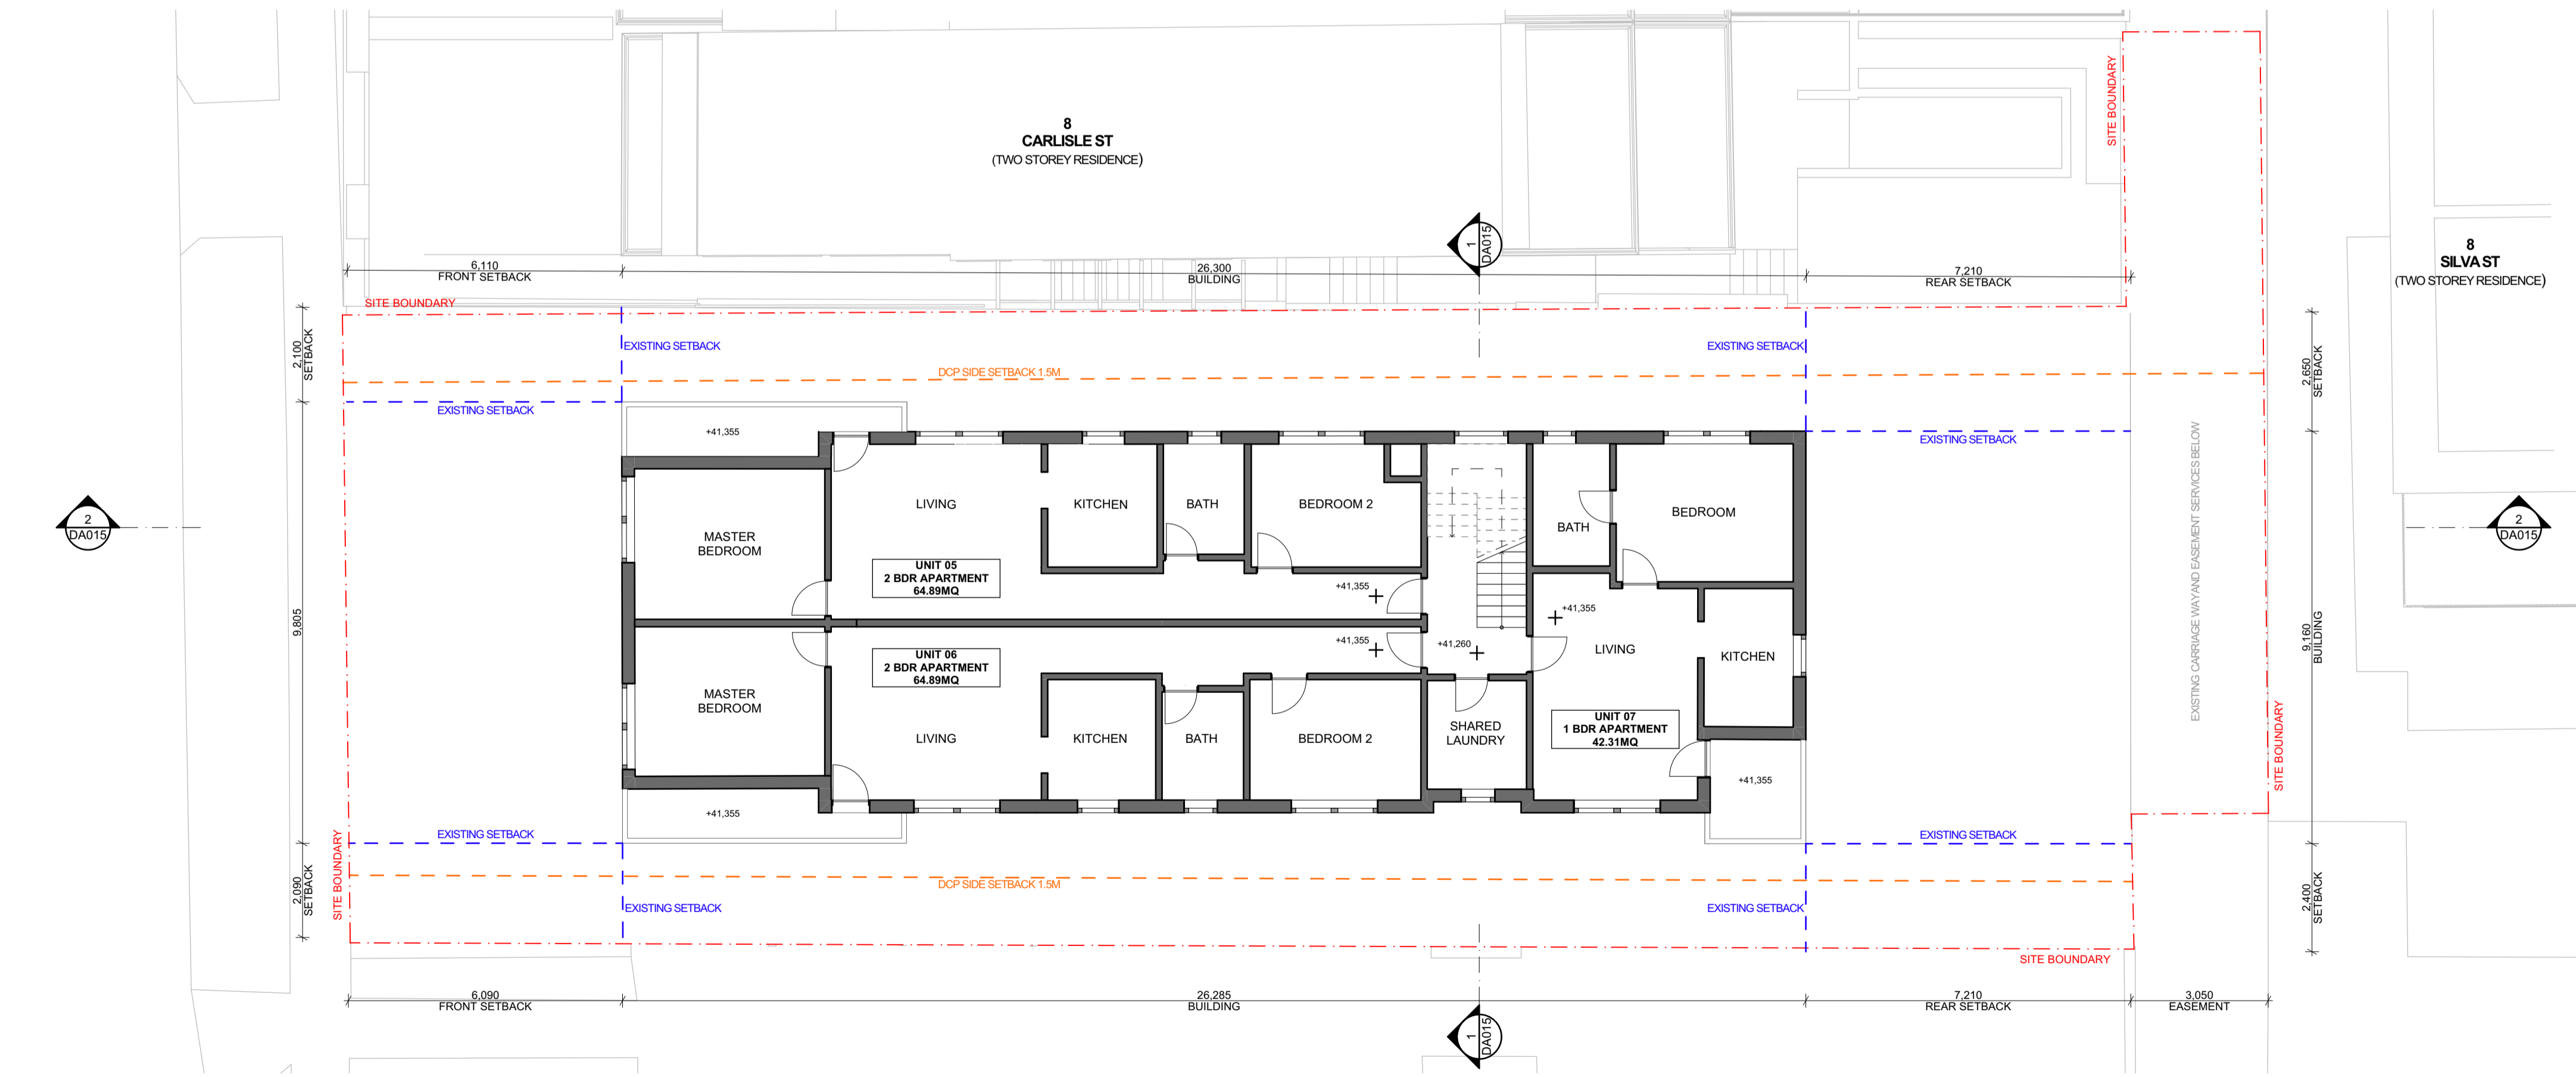 8
CARLISLE ST
(TWO STOREY RESIDENCE)
SITE BOUNDARY
1
DA015
8
SILVA ST
(TWO STOREY RESIDENCE)
6,110
FRONT SETBACK
26,300
BUILDING
7,210
REAR SETBACK
SITE BOUNDARY
2,100
SETBACK
EXISTING SETBACK
EXISTING SETBACK
2,650
SETBACK
DCP SIDE SETBACK 1.5M
EXISTING SETBACK
EXISTING SETBACK
+41,355
2
DA015
MASTER
BEDROOM
LIVING
KITCHEN
BATH
BEDROOM 2
BATH
BEDROOM
EXISTING CARRIAGE WAY AND EASEMENT SERVICES BELOW
2
DA015
UNIT 05
2 BDR APARTMENT
64.89MQ
+41,355
+41,355
9,805
9,160
BUILDING
+41,355
+41,260
LIVING
KITCHEN
UNIT 06
2 BDR APARTMENT
64.89MQ
MASTER
BEDROOM
LIVING
KITCHEN
BATH
BEDROOM 2
SHARED
LAUNDRY
UNIT 07
1 BDR APARTMENT
42.31MQ
SITE BOUNDARY
+41,355
+41,355
EXISTING SETBACK
EXISTING SETBACK
SITE BOUNDARY
2,090
SETBACK
DCP SIDE SETBACK 1.5M
2,400
SETBACK
EXISTING SETBACK
EXISTING SETBACK
SITE BOUNDARY
6,090
FRONT SETBACK
26,285
BUILDING
7,210
REAR SETBACK
3,050
EASEMENT
1
DA015